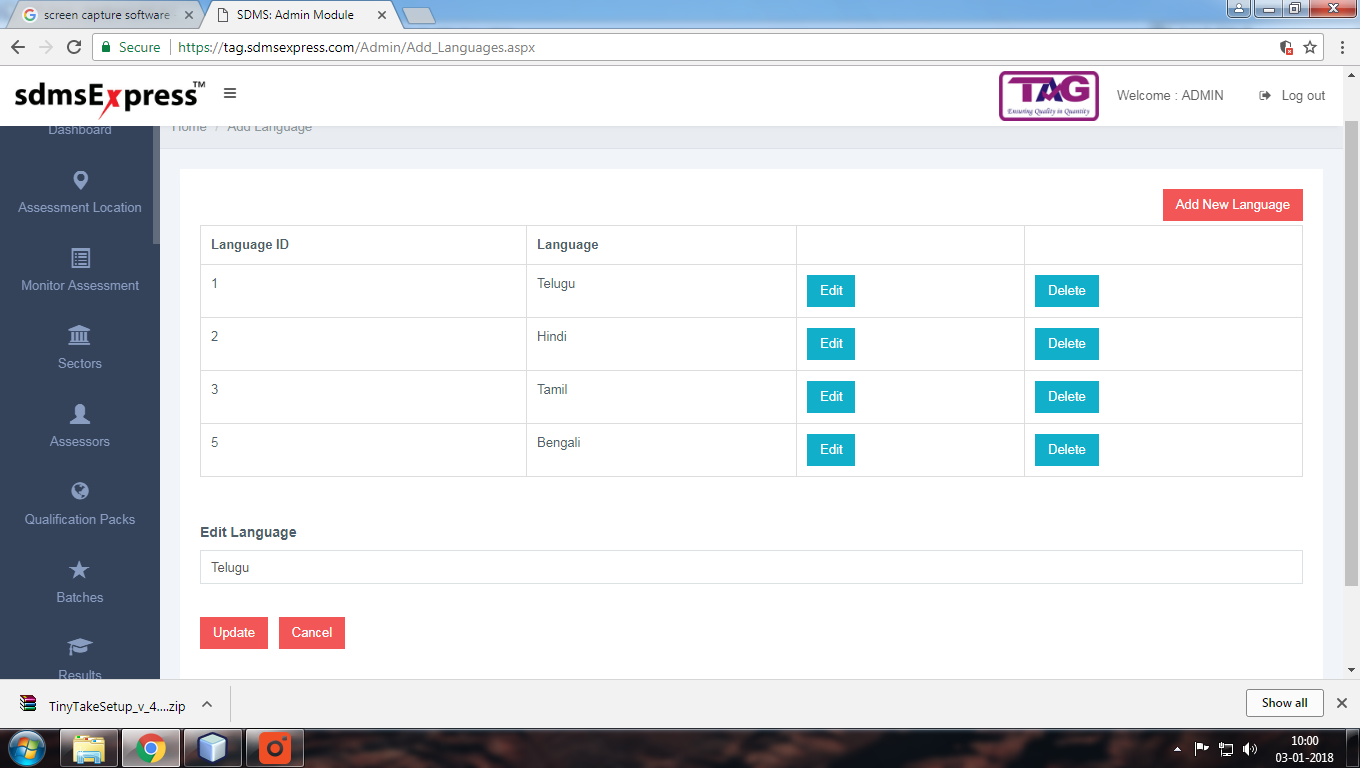 screen capture software
SDMS: Admin Module
Secure
https://tag.sdmsexpress.com/Admin/Add_Languages.aspx
sdmsExpress™
TAG
Ensuring Quality in Quantity
Welcome : ADMIN
Log out
Dashboard
Home / Add Language
Assessment Location
Monitor Assessment
Sectors
Assessors
Qualification Packs
Batches
Results
Add New Language
Language ID Language
1 Telugu Edit Delete
2 Hindi Edit Delete
3 Tamil Edit Delete
5 Bengali Edit Delete
Edit Language
Telugu
Update Cancel
TinyTakeSetup_v_4....zip
Show all
10:00
03-01-2018